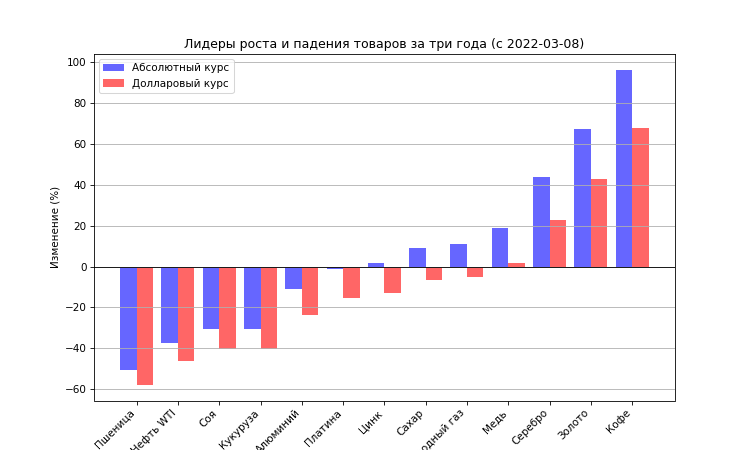 Лидеры роста и падения товаров за три года (с 2022-03-08)
Абсолютный курс
Долларовый курс
Изменение (%)
100
80
60
40
20
0
−20
−40
−60
Пшеница
Нефть WTI
Соя
Кукуруза
Алюминий
Платина
Цинк
Сахар
газ
Медь
Серебро
Золото
Кофе